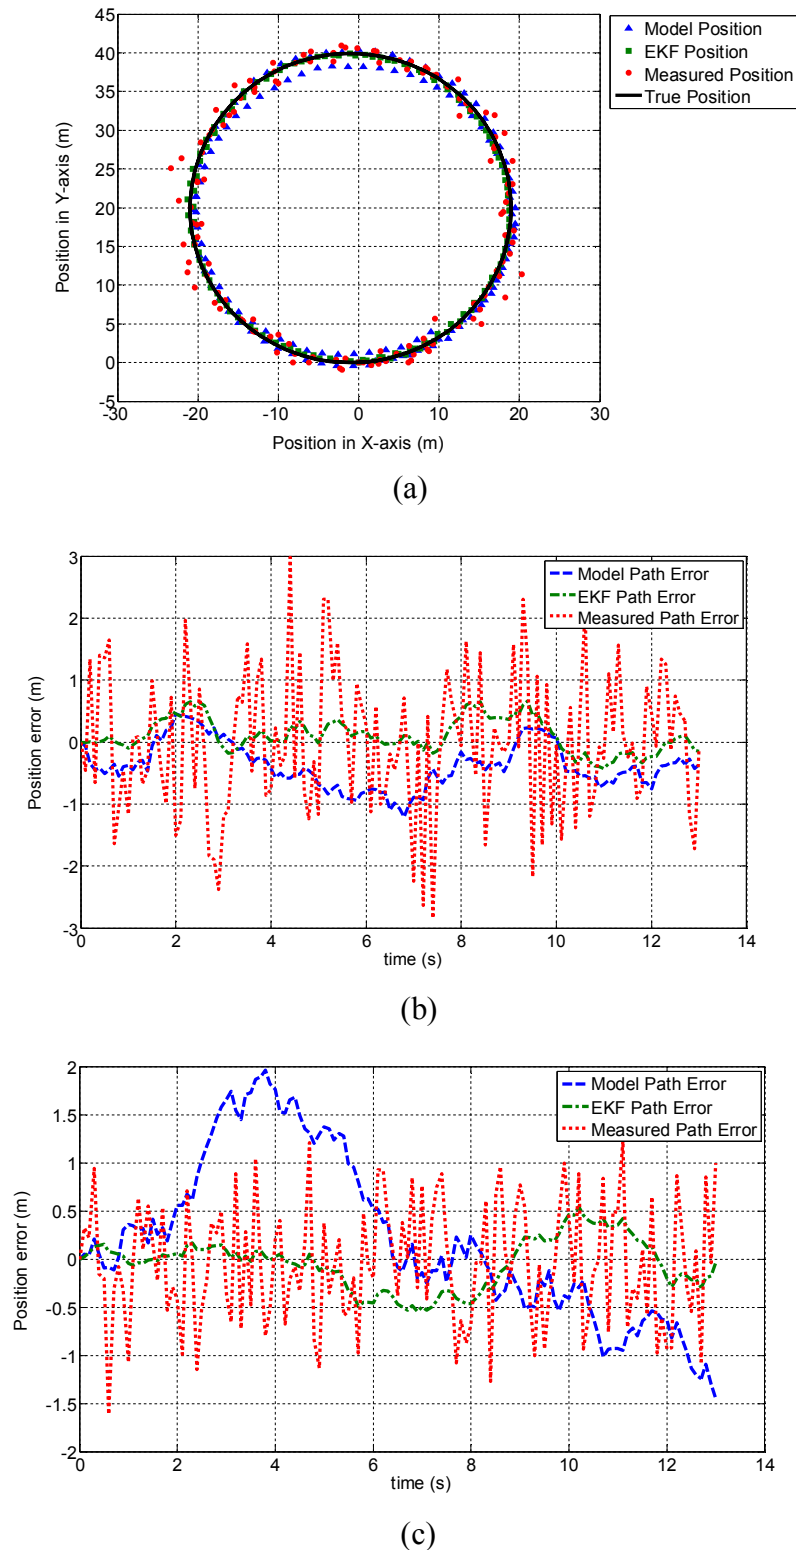 45
40
35
30
25
20
15
10
5
0
-5
-30 -20 -10 0 10 20 30
Position in Y-axis (m)
Position in X-axis (m)
Model Position
EKF Position
Measured Position
True Position
(a)
3
2
1
0
-1
-2
-3
0 2 4 6 8 10 12 14
Position error (m)
time (s)
Model Path Error
EKF Path Error
Measured Path Error
(b)
2
1.5
1
0.5
0
-0.5
-1
-1.5
-2
0 2 4 6 8 10 12 14
Position error (m)
time (s)
Model Path Error
EKF Path Error
Measured Path Error
(c)